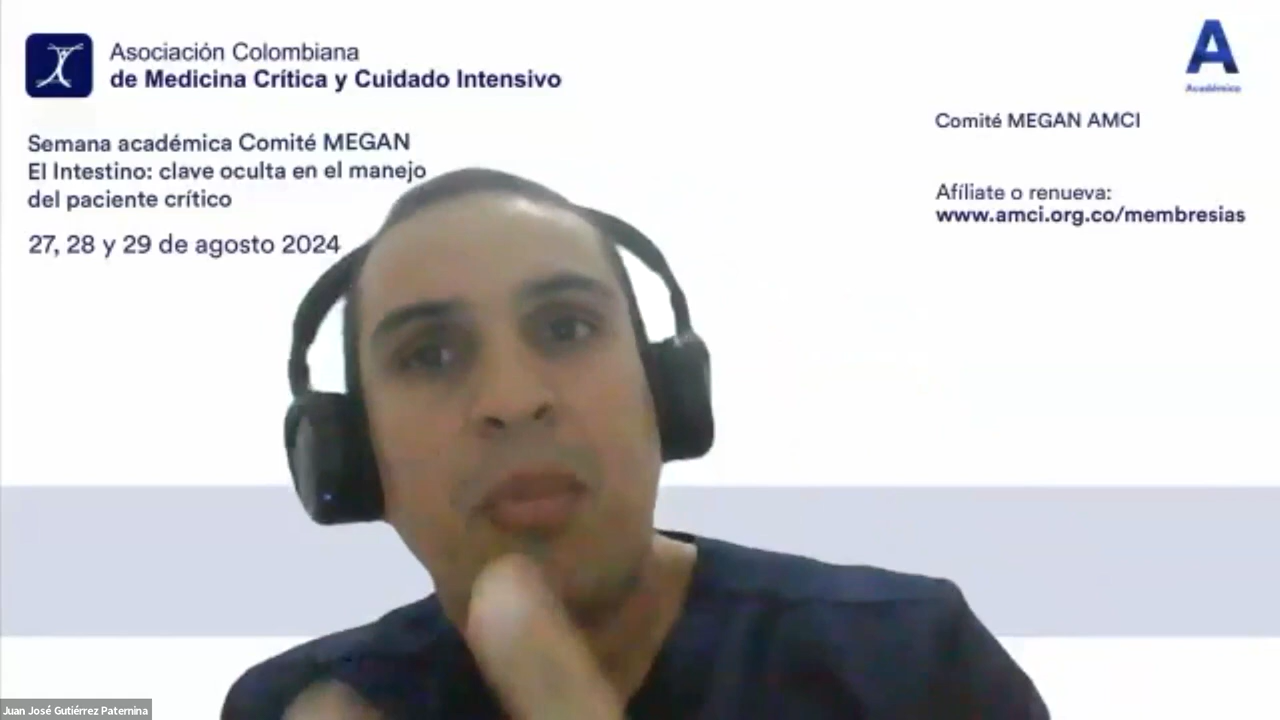 Asociación Colombiana
de Medicina Crítica y Cuidado Intensivo
A
Académico
Semana académica Comité MEGAN
El Intestino: clave oculta en el manejo
del paciente crítico
27, 28 y 29 de agosto 2024
Comité MEGAN AMCI
Afíliate o renueva:
www.amci.org.co/membresias
Juan José Gutiérrez Paternina